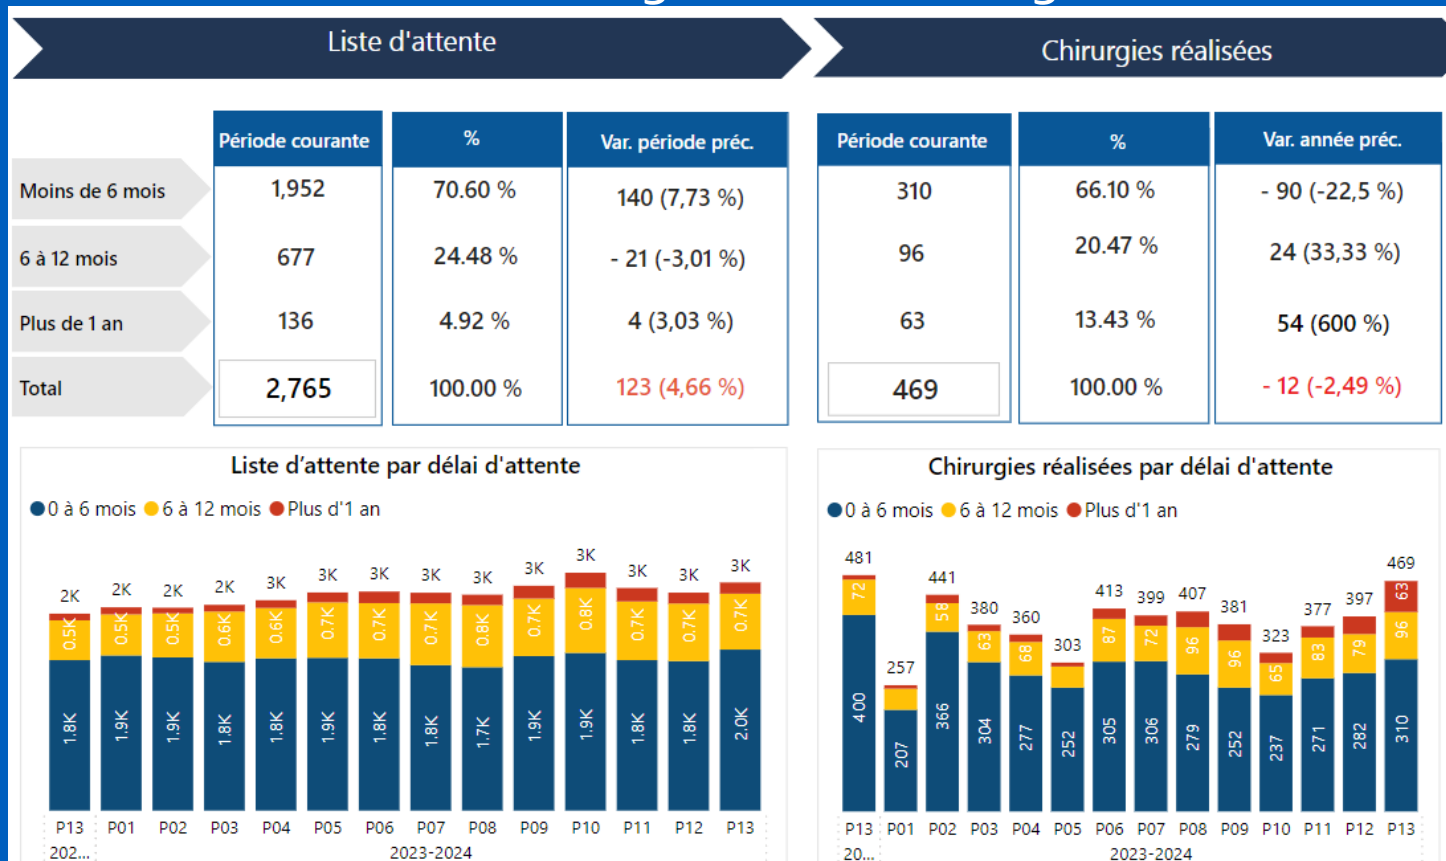 Liste d'attente
Chirurgies réalisées
Période courante % Var. période préc.
Période courante % Var. année préc.
Moins de 6 mois 1,952 70.60 % 140 (7,73 %) 310 66.10 % - 90 (-22,5 %)
6 à 12 mois 677 24.48 % - 21 (-3,01 %) 96 20.47 % 24 (33,33 %)
Plus de 1 an 136 4.92 % 4 (3,03 %) 63 13.43 % 54 (600 %)
Total 2,765 100.00 % 123 (4,66 %) 469 100.00 % - 12 (-2,49 %)
Liste d’attente par délai d'attente
0 à 6 mois 6 à 12 mois Plus d'1 an
2K 2K 2K 2K 3K 3K 3K 3K 3K 3K 3K 3K 3K 3K
0.5K 0.5K 0.5K 0.6K 0.6K 0.7K 0.7K 0.7K 0.8K 0.7K 0.8K 0.7K 0.7K 0.7K
1.8K 1.9K 1.9K 1.8K 1.8K 1.9K 1.8K 1.8K 1.7K 1.9K 1.9K 1.8K 1.8K 2.0K
P13 P01 P02 P03 P04 P05 P06 P07 P08 P09 P10 P11 P12 P13
202... 2023-2024
Chirurgies réalisées par délai d'attente
0 à 6 mois 6 à 12 mois Plus d'1 an
481 257 441 380 360 303 413 399 407 381 323 377 397 469
63
72 58 63 68 87 72 96 96 65 83 79 96
400 207 366 304 277 252 305 306 279 252 237 271 282 310
P13 P01 P02 P03 P04 P05 P06 P07 P08 P09 P10 P11 P12 P13
20... 2023-2024